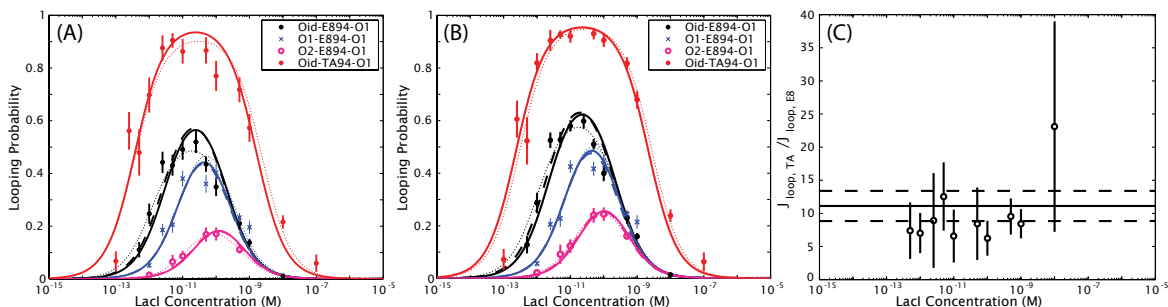 (A)
Oid-E894-O1
O1-E894-O1
O2-E894-O1
Oid-TA94-O1
Looping Probability
1
0.8
0.6
0.4
0.2
0
10-15
10-13
10-11
10-9
10-7
10-5
LacI Concentration (M)
(B)
Oid-E894-O1
O1-E894-O1
O2-E894-O1
Oid-TA94-O1
Looping Probability
1
0.8
0.6
0.4
0.2
0
10-15
10-13
10-11
10-9
10-7
10-5
LacI Concentration (M)
(C)
J loop, TA / J loop, E8
40
35
30
25
20
15
10
5
0
10-15
10-13
10-11
10-9
10-7
10-5
LacI Concentration (M)